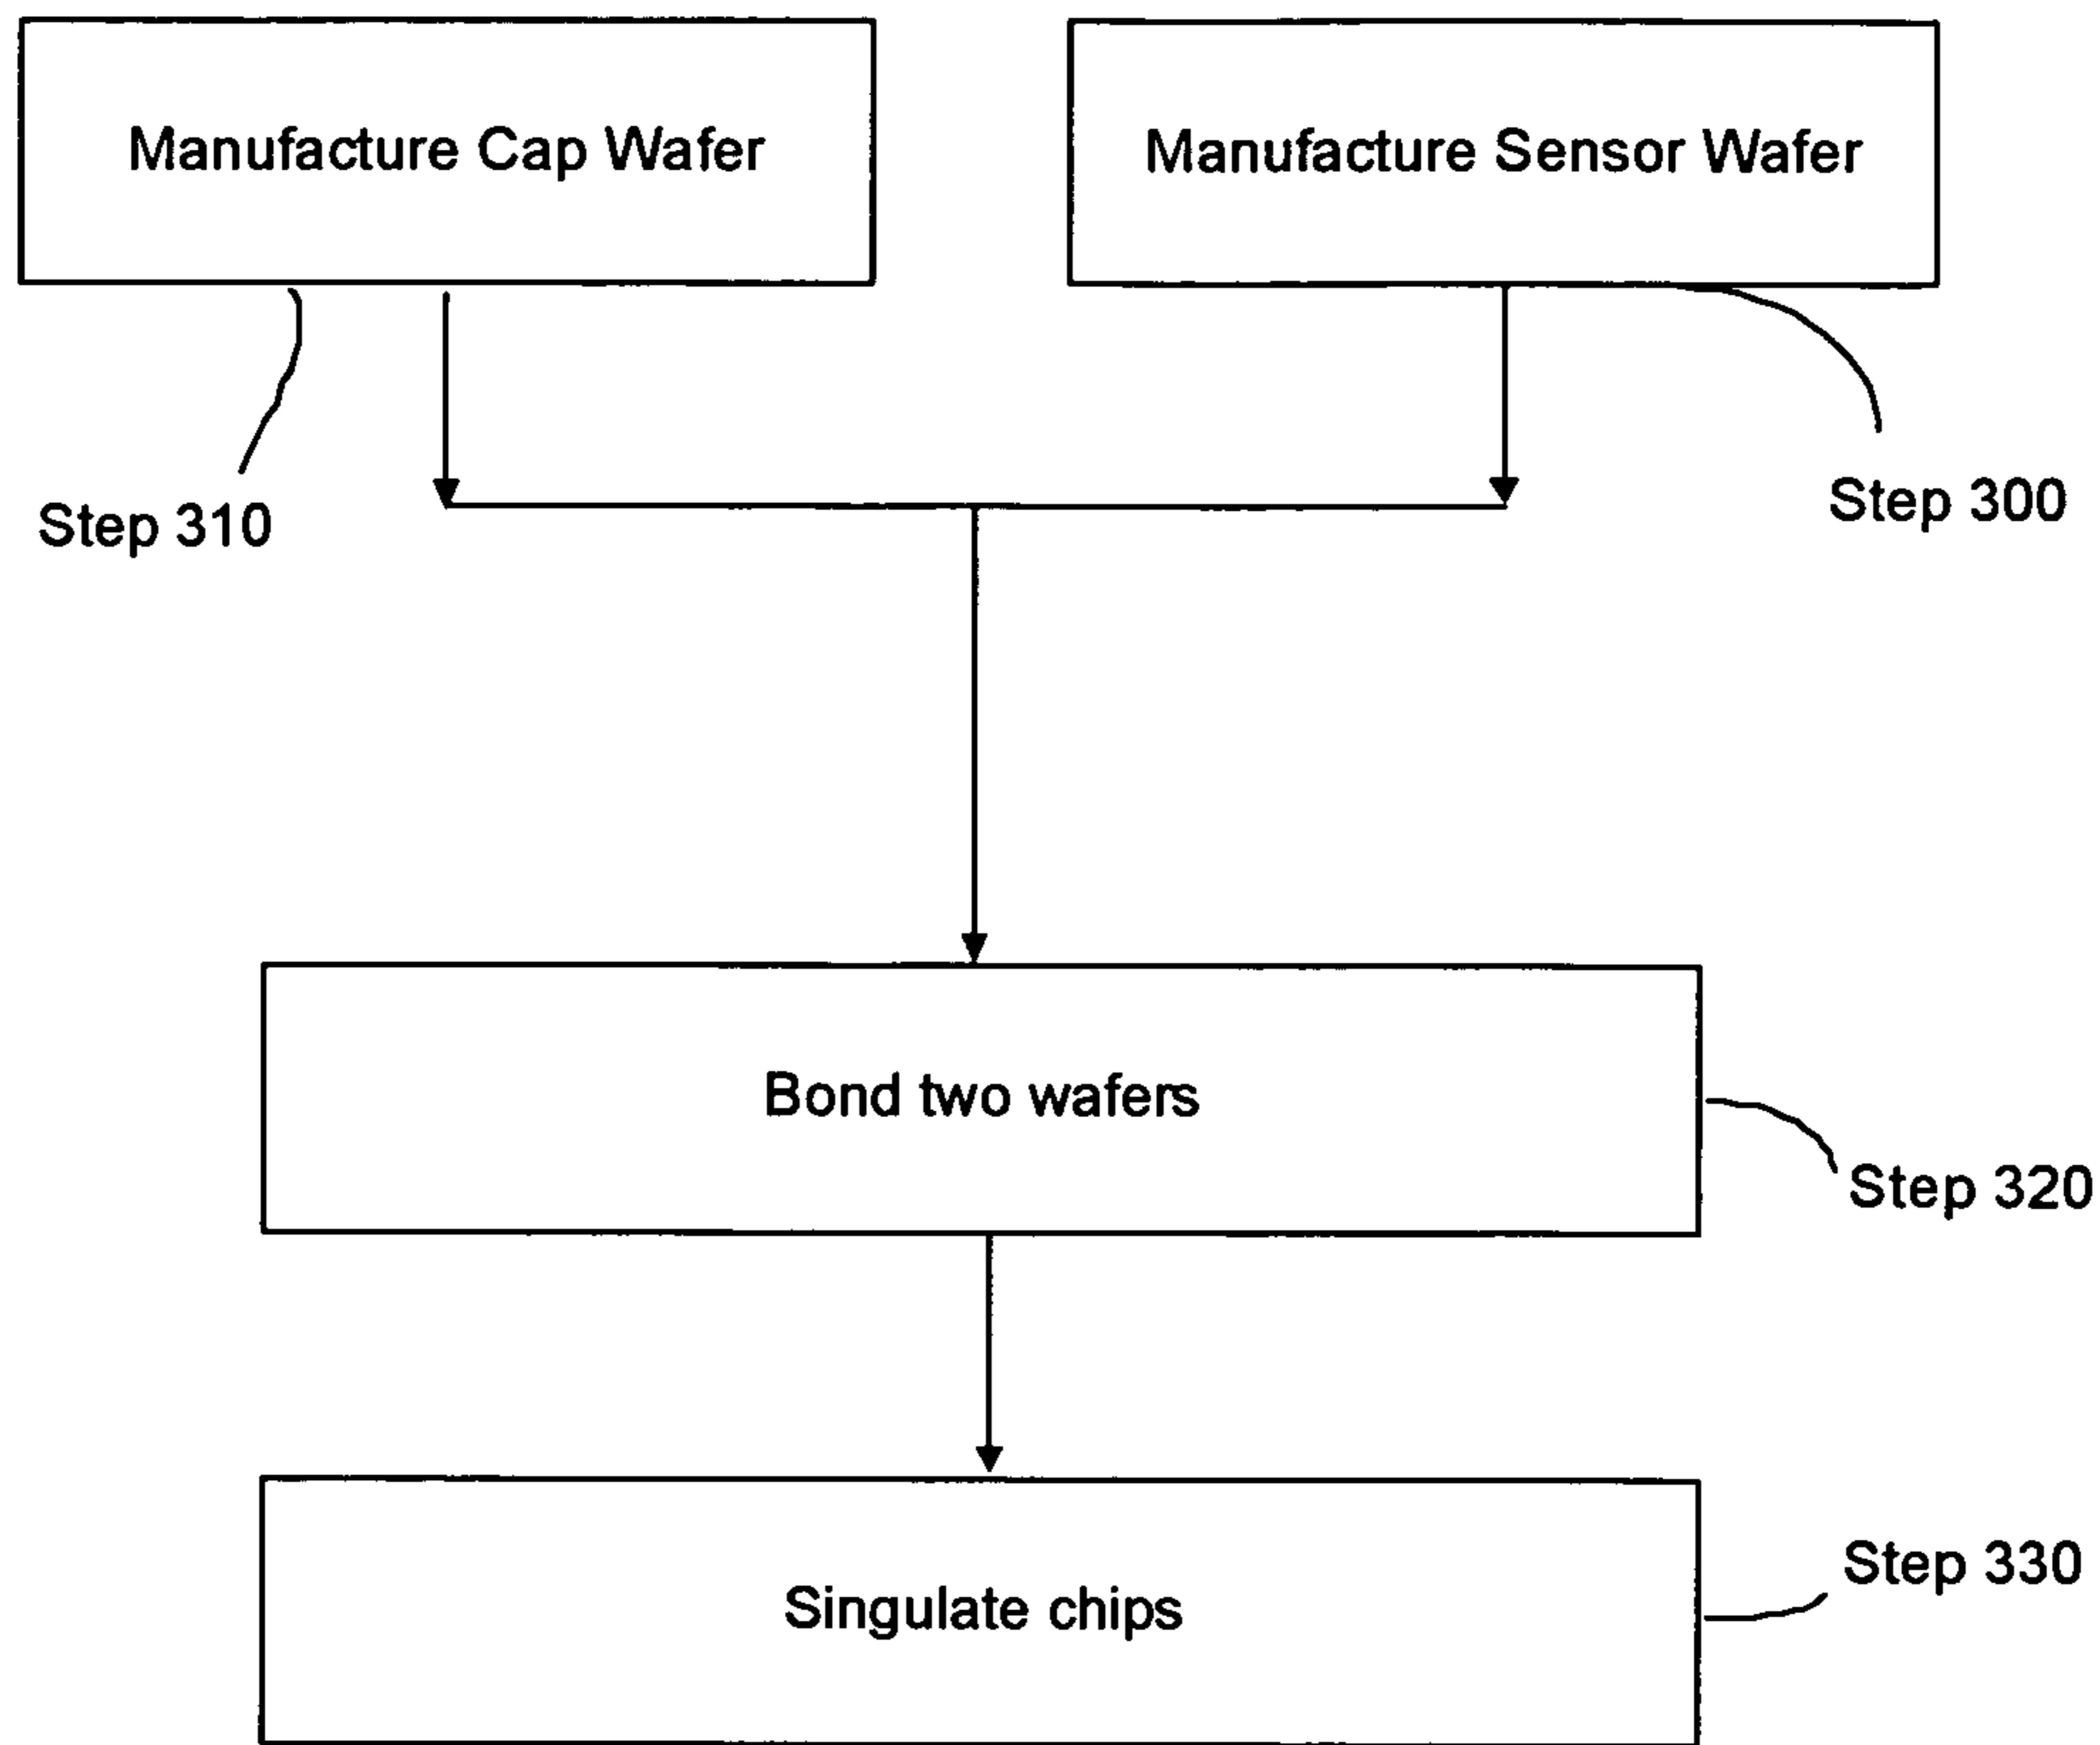 Manufacture Cap Wafer
Manufacture Sensor Wafer
Step 310
Step 300
Bond two wafers
Step 320
Singulate chips
Step 330